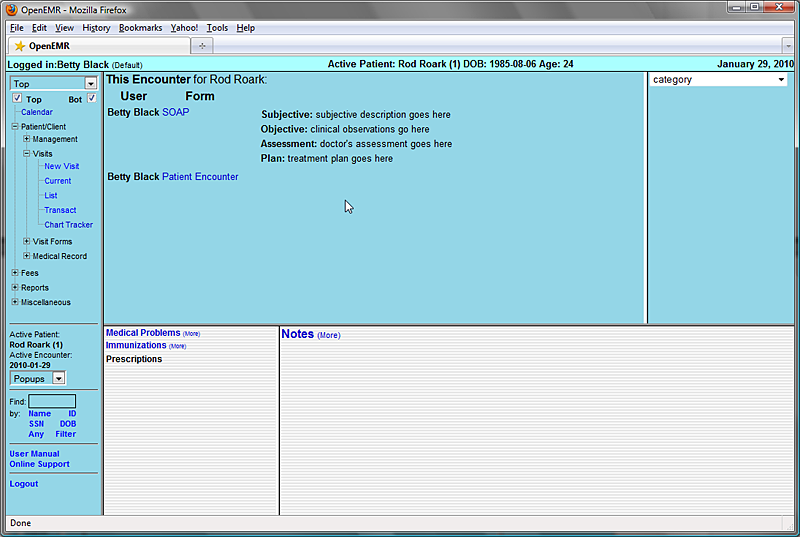 OpenEMR - Mozilla Firefox
File Edit View History Bookmarks Yahoo! Tools Help
OpenEMR
Logged in:Betty Black (Default)
Active Patient: Rod Roark (1) DOB: 1985-08-06 Age: 24
January 29, 2010
Top
Top Bot
Calendar
Patient/Client
Management
Visits
New Visit
Current
List
Transact
Chart Tracker
Visit Forms
Medical Record
Fees
Reports
Miscellaneous
Active Patient:
Rod Roark (1)
Active Encounter:
2010-01-29
Popups
Find:
by: Name ID
SSN DOB
Any Filter
User Manual
Online Support
Logout
This Encounter for Rod Roark:
User Form
Betty Black SOAP
Subjective: subjective description goes here
Objective: clinical observations go here
Assessment: doctor's assessment goes here
Plan: treatment plan goes here
Betty Black Patient Encounter
category
Medical Problems (More)
Immunizations (More)
Prescriptions
Notes (More)
Done